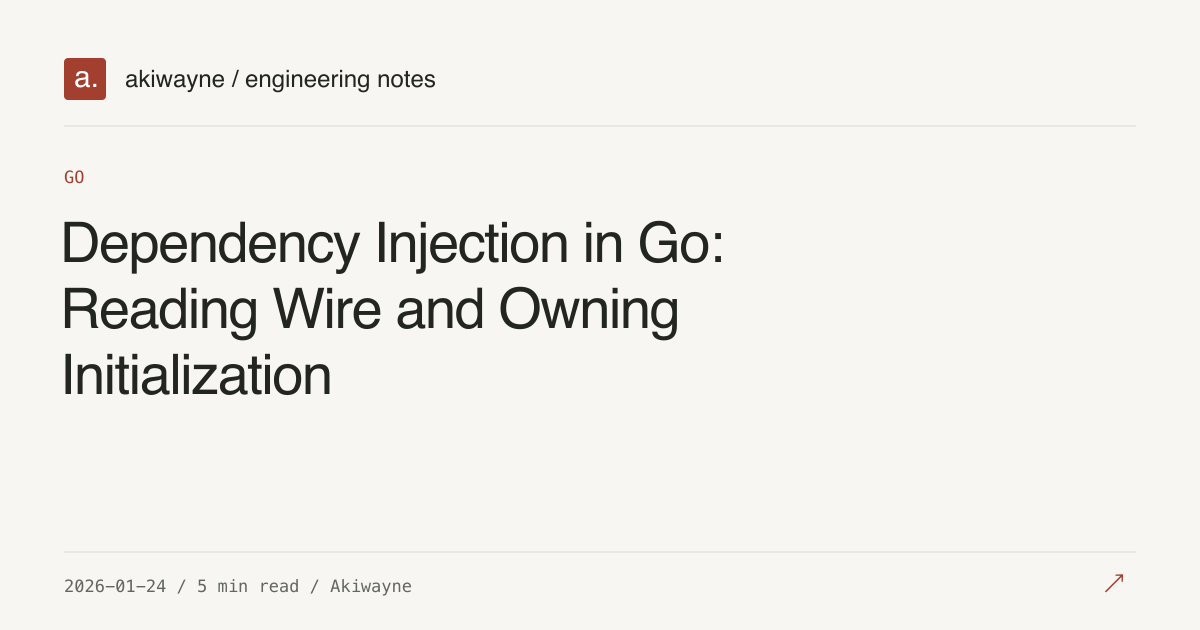 a.
akiwayne / engineering notes
GO
Dependency Injection in Go:
Reading Wire and Owning
Initialization
2026-01-24 / 5 min read / Akiwayne